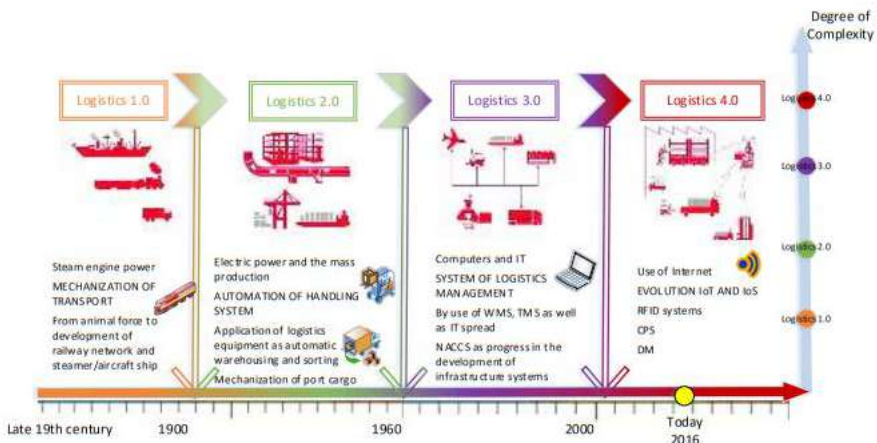 Degree of
Complexity
Logistics 1.0
Logistics 2.0
Logistics 3.0
Logistics 4.0
Logistics 4.0
Logistics 3.0
Logistics 2.0
Logistics 1.0
Steam engine power
MECHANIZATION OF
TRANSPORT
From animal force to
development of
railway network and
steamer/aircraft ship
Electric power and the mass
production
AUTOMATION OF HANDLING
SYSTEM
Application of logistics
equipment as automatic
warehousing and sorting
Mechanization of port cargo
Computers and IT
SYSTEM OF LOGISTICS
MANAGEMENT
By use of WMS, TMS as well
as IT spread
NACCS as progress in the
development of
infrastructure systems
Use of Internet
EVOLUTION IoT AND IoS
RFID systems
CPS
DM
Late 19th century
1900
1960
2000
Today
2016